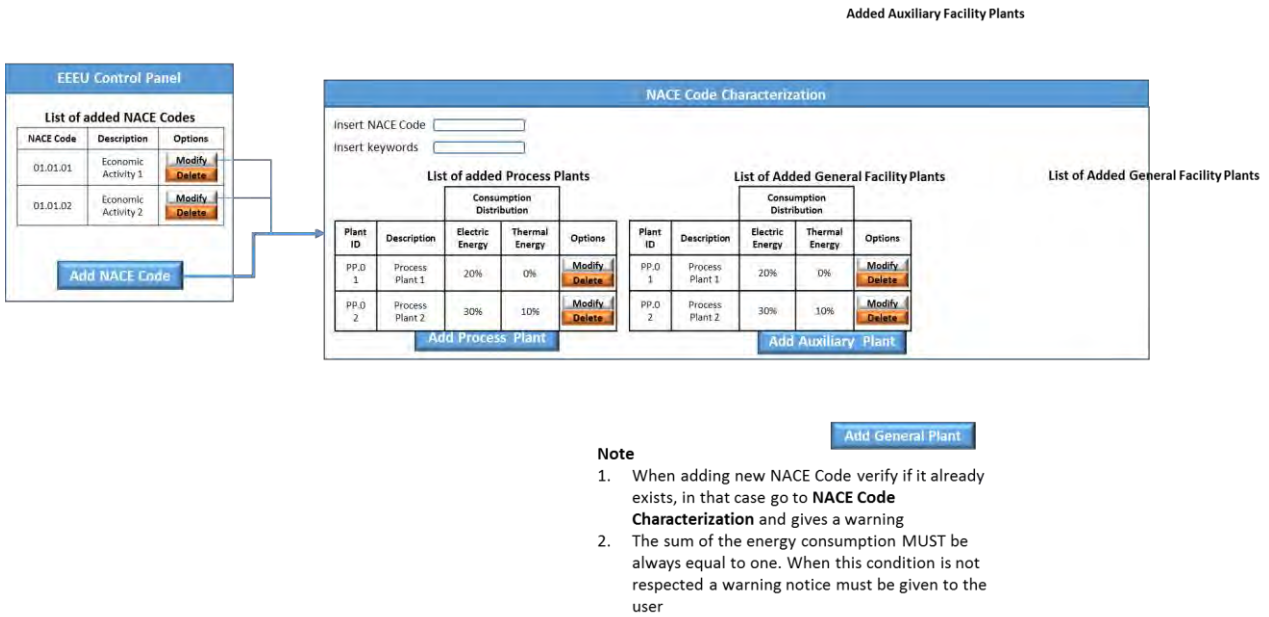 Added Auxiliary Facility Plants
EEEU Control Panel
List of added NACE Codes
NACE Code Description Options
01.01.01 Economic Activity 1 Modify Delete
01.01.02 Economic Activity 2 Modify Delete
Add NACE Code
NACE Code Characterization
Insert NACE Code
Insert keywords
List of added Process Plants
Consumption Distribution
Plant ID Description Electric Energy Thermal Energy Options
PP.0 1 Process Plant 1 20% 0% Modify Delete
PP.0 2 Process Plant 2 30% 10% Modify Delete
Add Process Plant
List of Added General Facility Plants
Consumption Distribution
Plant ID Description Electric Energy Thermal Energy Options
PP.0 1 Process Plant 1 20% 0% Modify Delete
PP.0 2 Process Plant 2 30% 10% Modify Delete
Add Auxiliary Plant
List of Added General Facility Plants
Add General Plant
Note
1. When adding new NACE Code verify if it already
exists, in that case go to NACE Code
Characterization and gives a warning
2. The sum of the energy consumption MUST be
always equal to one. When this condition is not
respected a warning notice must be given to the
user